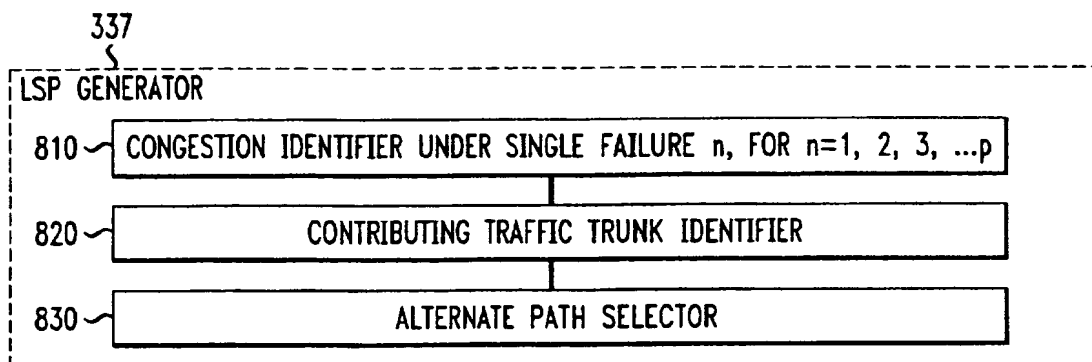 337
LSP GENERATOR
810 CONGESTION IDENTIFIER UNDER SINGLE FAILURE n, FOR n=1, 2, 3, ...p
820 CONTRIBUTING TRAFFIC TRUNK IDENTIFIER
830 ALTERNATE PATH SELECTOR